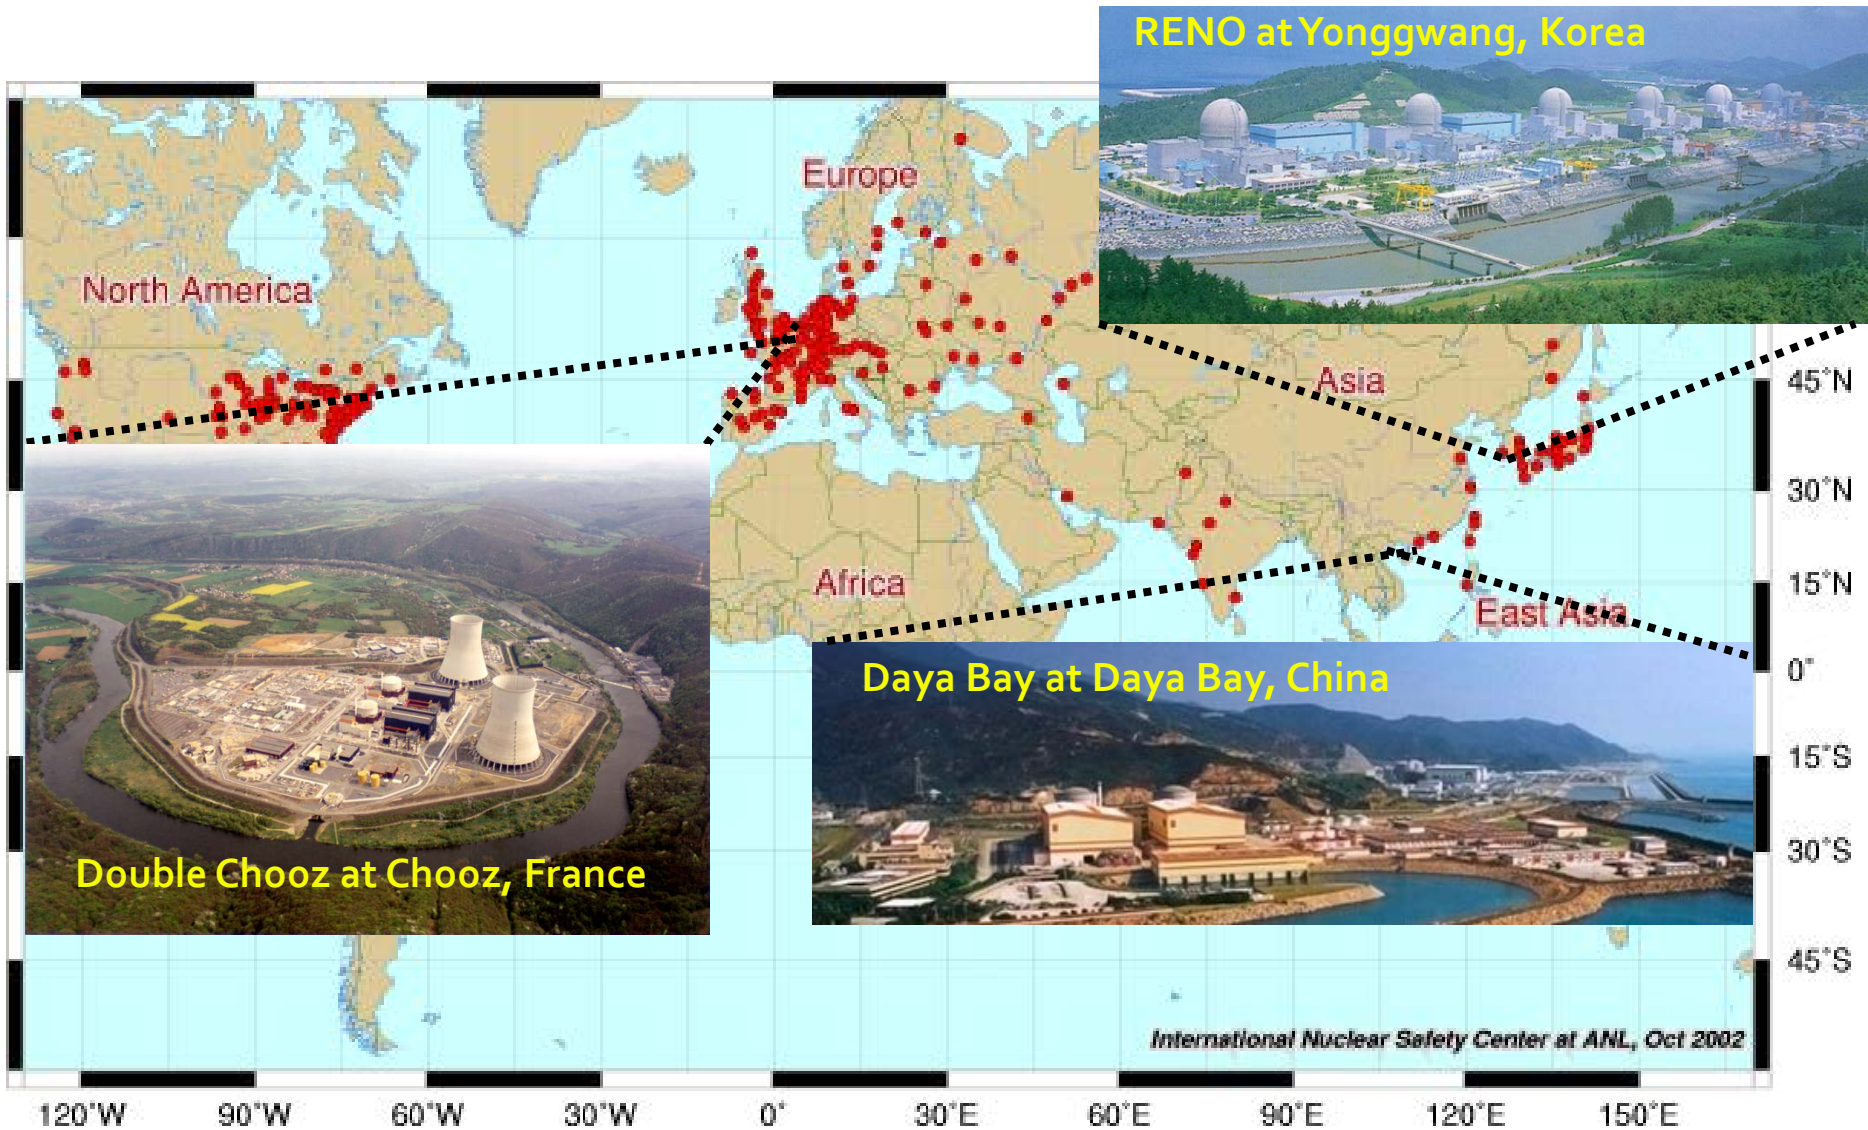 RENO at Yonggwang, Korea
Europe
North America
Asia
45°N
30°N
Africa
15°N
East Asia
Daya Bay at Daya Bay, China
0°
15°S
30°S
Double Chooz at Chooz, France
45°S
International Nuclear Safety Center at ANL, Oct 2002
120°W 90°W 60°W 30°W 0° 30°E 60°E 90°E 120°E 150°E